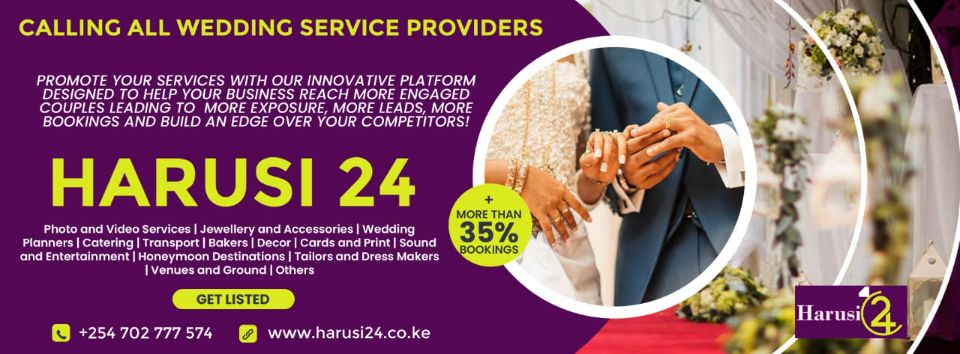 CALLING ALL WEDDING SERVICE PROVIDERS
PROMOTE YOUR SERVICES WITH OUR INNOVATIVE PLATFORM
DESIGNED TO HELP YOUR BUSINESS REACH MORE ENGAGED
COUPLES LEADING TO MORE EXPOSURE, MORE LEADS, MORE
BOOKINGS AND BUILD AN EDGE OVER YOUR COMPETITORS!
HARUSI 24
+
MORE THAN
35%
BOOKINGS
Photo and Video Services | Jewellery and Accessories | Wedding
Planners | Catering | Transport | Bakers | Decor | Cards and Print | Sound
and Entertainment | Honeymoon Destinations | Tailors and Dress Makers
| Venues and Ground | Others
GET LISTED
+254 702 777 574
www.harusi24.co.ke
Harusi 24